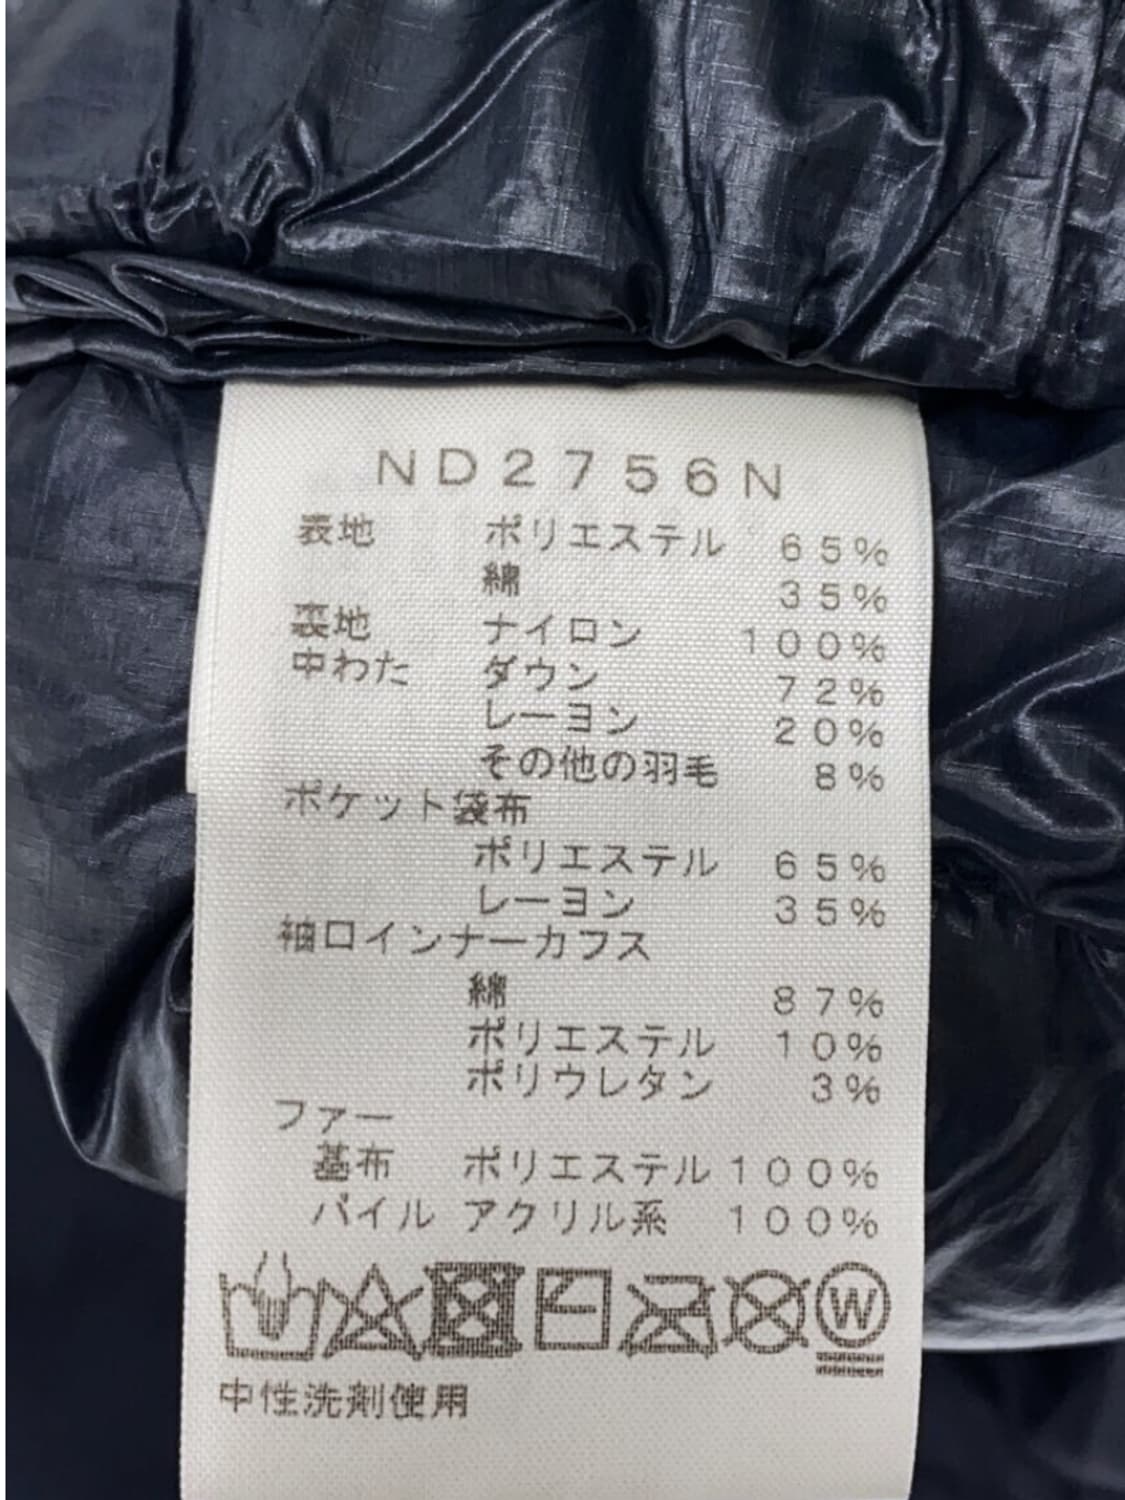 ND2756N
表地 ポリエステル 65%
綿 35%
裏地 ナイロン 100%
中わた ダウン 72%
レーヨン 20%
その他の羽毛 8%
ポケット袋布
ポリエステル 65%
レーヨン 35%
袖口インナーカフス
綿 87%
ポリエステル 10%
ポリウレタン 3%
ファー
基布 ポリエステル 100%
パイル アクリル系 100%
W
中性洗剤使用